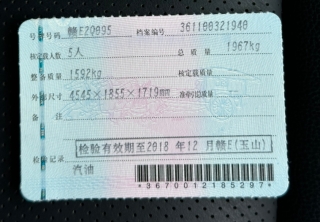 号牌号码 赣E20995 档案编号 361100321948
核定载人数 5人 总质量 1967kg
整备质量 1592kg 核定载质量
外廓尺寸 4545×1855×1719mm 准牵引总质量
备注
检验有效期至2018年12月赣E(玉山)
检验记录
汽油
*3670012185297*